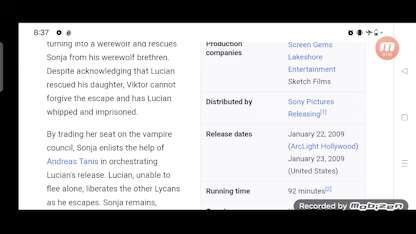 8:37
turning into a werewolf and rescues
Sonja from his werewolf brethren.
Despite acknowledging that Lucian
rescued his daughter, Viktor cannot
forgive the escape and has Lucian
whipped and imprisoned.
By trading her seat on the vampire
council, Sonja enlists the help of
Andreas Tanis in orchestrating
Lucian's release. Lucian, unable to
flee alone, liberates the other Lycans
as he escapes. Sonja remains,
Production
companies
Screen Gems
Lakeshore
Entertainment
Sketch Films
Distributed by
Sony Pictures
Releasing[1]
Release dates
January 22, 2009
(ArcLight Hollywood)
January 23, 2009
(United States)
Running time
92 minutes[2]
Recorded by mobizen